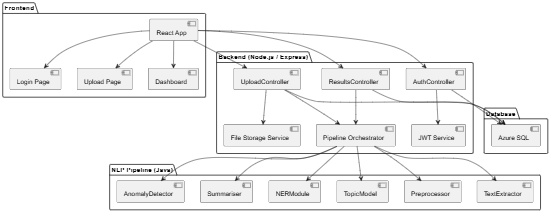 Frontend
React App
Login Page
Upload Page
Dashboard
Backend (Node.js / Express)
UploadController
ResultsController
AuthController
File Storage Service
Pipeline Orchestrator
JWT Service
Database
Azure SQL
NLP Pipeline (Java)
AnomalyDetector
Summariser
NERModule
TopicModel
Preprocessor
TextExtractor